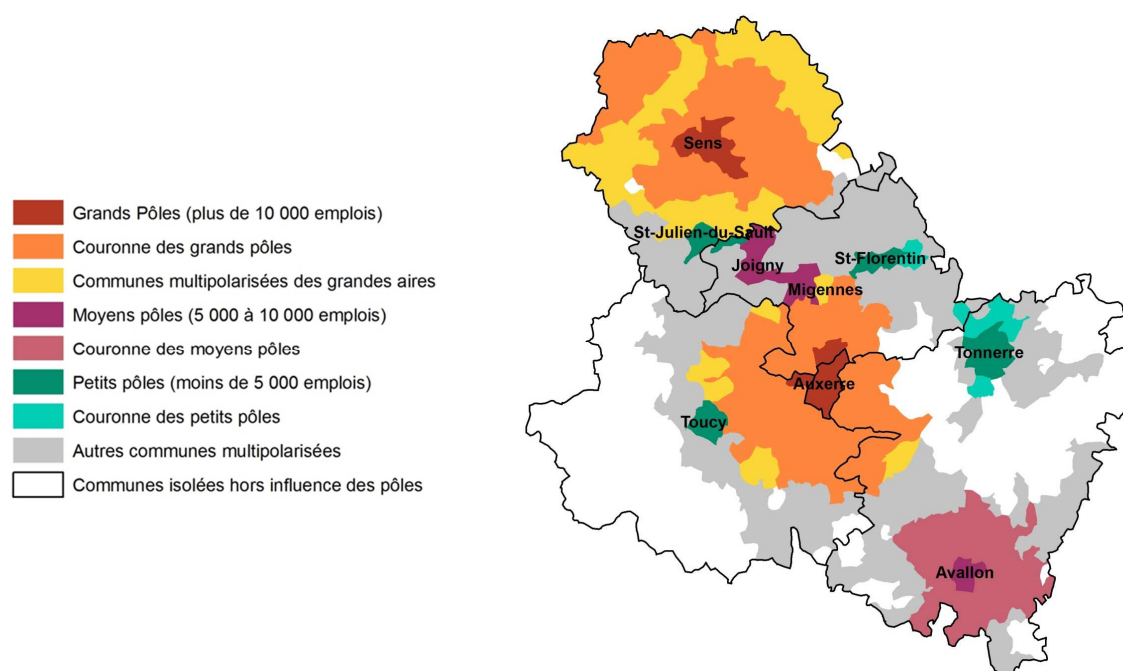 Grands Pôles (plus de 10 000 emplois)
Couronne des grands pôles
Communes multipolarisées des grandes aires
Moyens pôles (5 000 à 10 000 emplois)
Couronne des moyens pôles
Petits pôles (moins de 5 000 emplois)
Couronne des petits pôles
Autres communes multipolarisées
Communes isolées hors influence des pôles
Sens
St-Julien-du-Sault
Joigny
St-Florentin
Migennes
Tonnerre
Auxerre
Toucy
Avallon